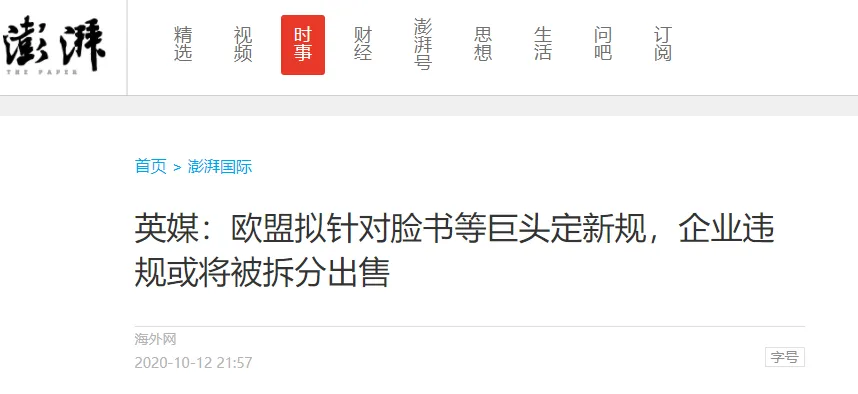 澎湃
THE PAPER
精选 视频 时事 财经 澎湃号 思想 生活 问吧 订阅
首页 > 澎湃国际
英媒：欧盟拟针对脸书等巨头定新规，企业违
规或将被拆分出售
海外网
2020-10-12 21:57
字号